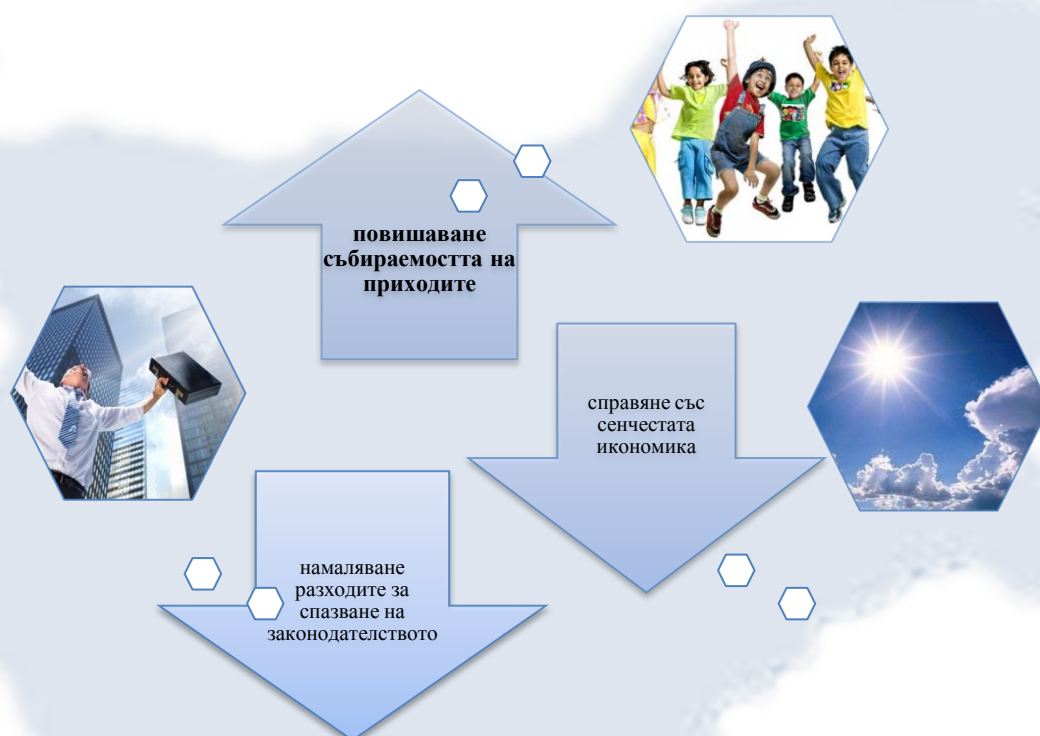 повишаване
събираемостта на
приходите
справяне със
сенчестата
икономика
намаляване
разходите за
спазване на
законодателството